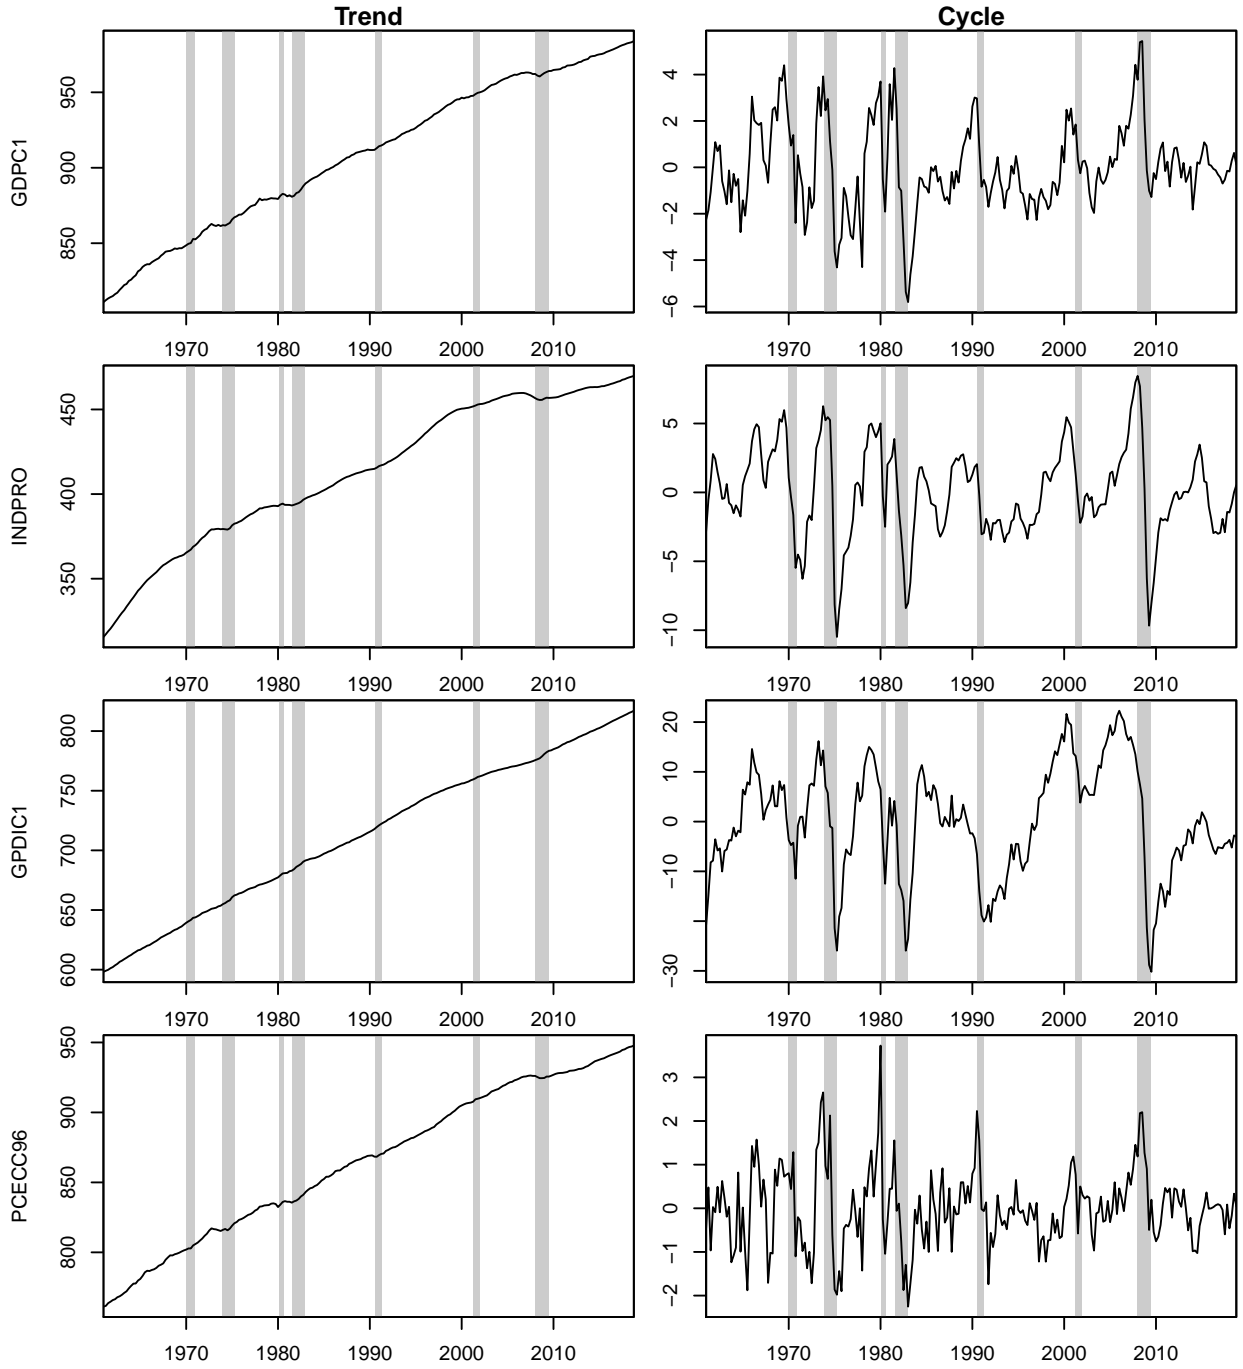 Trend Cycle
GDPC1
850 900 950
−6 −4 −2 0 2 4
1970 1980 1990 2000 2010
1970 1980 1990 2000 2010
INDPRO
350 400 450
−10 −5 0 5
1970 1980 1990 2000 2010
1970 1980 1990 2000 2010
GPDIC1
600 650 700 750 800
−30 −10 0 10 20
1970 1980 1990 2000 2010
1970 1980 1990 2000 2010
PCECC96
800 850 900 950
−2 −1 0 1 2 3
1970 1980 1990 2000 2010
1970 1980 1990 2000 2010